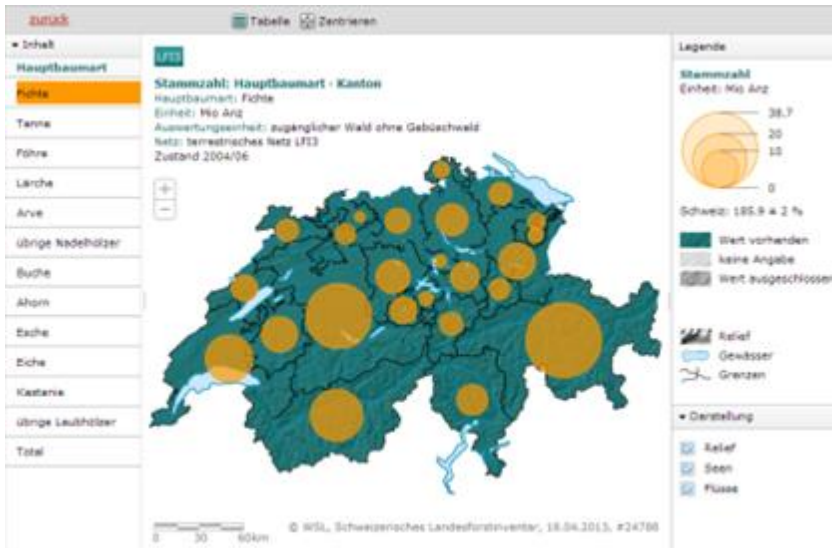 zurück
Tabelle
Zentrieren
Inhalt
Hauptbaumart
Fichte
Tanne
Föhre
Lärche
Arve
übrige Nadelhölzer
Buche
Ahorn
Esche
Eiche
Kastanie
übrige Laubhölzer
Total
LFI3
Stammzahl: Hauptbaumart - Kanton
Hauptbaumart: Fichte
Einheit: Mio Anz
Auswertungseinheit: zugänglicher Wald ohne Gebüschwald
Netz: terrestrisches Netz LFI3
Zustand 2004/06
0 30 60km
© WSL, Schweizerisches Landesforstinventar, 18.04.2013, #24788
Legende
Stammzahl
Einheit: Mio Anz
38.7
20
10
0
Schweiz: 185.9 ± 2 %
Wert vorhanden
keine Angabe
Wert ausgeschlossen
Relief
Gewässer
Grenzen
Darstellung
Relief
Seen
Flüsse